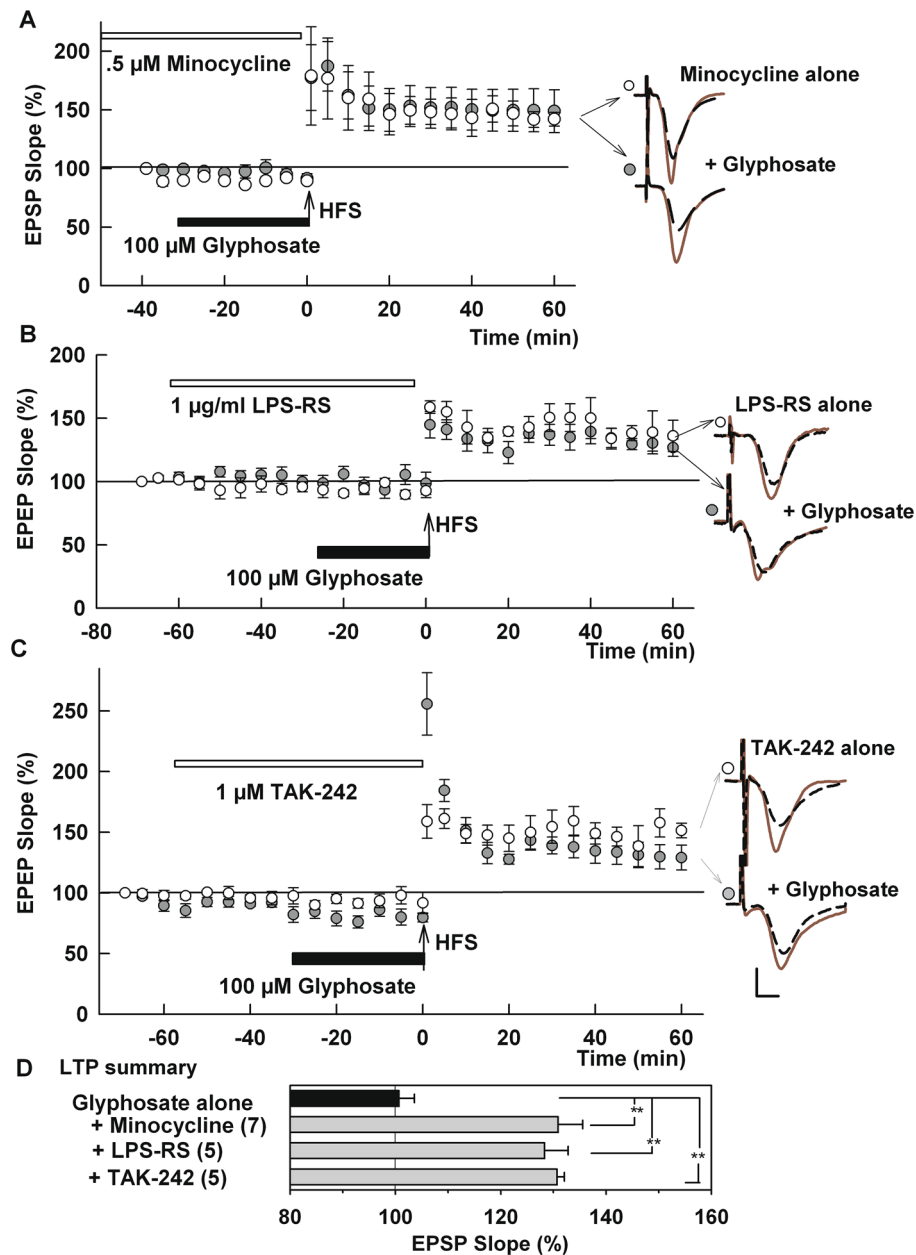 A
200
.5 µM Minocycline
Minocycline alone
150
+ Glyphosate
100
HFS
50
100 µM Glyphosate
0
EPSP Slope (%)
-40 -20 0 20 40 60
Time (min)
B
200
1 µg/ml LPS-RS
LPS-RS alone
150
100
+ Glyphosate
HFS
50
100 µM Glyphosate
0
EPEP Slope (%)
-80 -60 -40 -20 0 20 40 60
Time (min)
C
250
200
TAK-242 alone
1 µM TAK-242
150
100
+ Glyphosate
HFS
50
100 µM Glyphosate
0
EPEP Slope (%)
-60 -40 -20 0 20 40 60
Time (min)
D LTP summary
Glyphosate alone
+ Minocycline (7)
+ LPS-RS (5)
+ TAK-242 (5)
**
**
**
80 100 120 140 160
EPSP Slope (%)